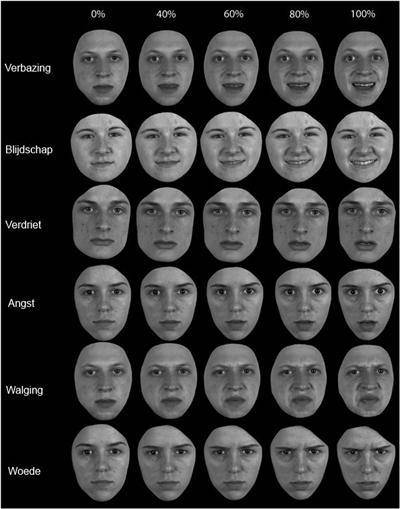 0% 40% 60% 80% 100%
Verbazing
Blijdschap
Verdriet
Angst
Walging
Woede